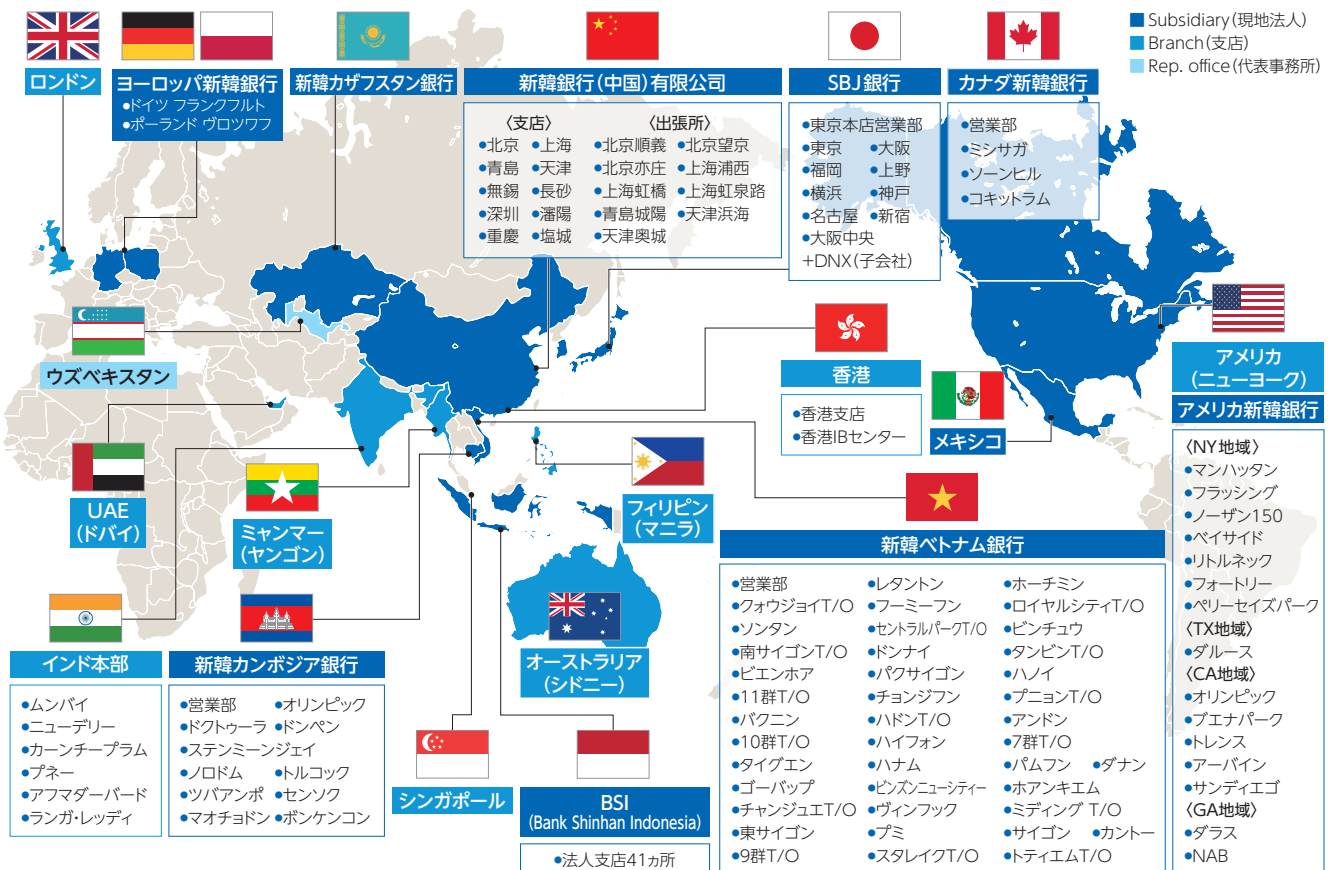 Subsidiary(現地法人)
Branch(支店)
Rep. office(代表事務所)
ロンドン
ヨーロッパ新韓銀行
●ドイツ フランクフルト
●ポーランド ヴロツワフ
新韓カザフスタン銀行
新韓銀行(中国)有限公司
〈支店〉 〈出張所〉
●北京 ●上海 ●北京順義 ●北京望京
●青島 ●天津 ●北京亦庄 ●上海浦西
●無錫 ●長砂 ●上海虹橋 ●上海虹泉路
●深圳 ●瀋陽 ●青島城陽 ●天津浜海
●重慶 ●塩城 ●天津奥城
SBJ銀行
●東京本店営業部
●東京 ●大阪
●福岡 ●上野
●横浜 ●神戸
●名古屋 ●新宿
●大阪中央
+DNX(子会社)
カナダ新韓銀行
●営業部
●ミシサガ
●ソーンヒル
●コキットラム
ウズベキスタン
香港
●香港支店
●香港IBセンター
メキシコ
アメリカ
(ニューヨーク)
アメリカ新韓銀行
〈NY地域〉
●マンハッタン
●フラッシング
●ノーザン150
●ベイサイド
●リトルネック
●フォートリー
●ペリーセイズパーク
〈TX地域〉
●ダルース
〈CA地域〉
●オリンピック
●ブエナパーク
●トレンス
●アーバイン
●サンディエゴ
〈GA地域〉
●ダラス
●NAB
UAE
(ドバイ)
ミャンマー
(ヤンゴン)
フィリピン
(マニラ)
新韓ベトナム銀行
●営業部 ●レタントン ●ホーチミン
●クォウジョイT/O ●フーミーフン ●ロイヤルシティT/O
●ソンタン ●セントラルパークT/O ●ビンチュウ
●南サイゴンT/O ●ドンナイ ●タンビンT/O
●ビエンホア ●パクサイゴン ●ハノイ
●11群T/O ●チョンジフン ●プニョンT/O
●バクニン ●ハドンT/O ●アンドン
●10群T/O ●ハイフォン ●7群T/O
●タイグエン ●ハナム ●パムフン ●ダナン
●ゴーバップ ●ビンズンニューシティー ●ホアンキエム
●チャンジュエT/O ●ヴィンフック ●ミディング T/O
●東サイゴン ●プミ ●サイゴン ●カントー
●9群T/O ●スタレイクT/O ●トティエムT/O
インド本部
●ムンバイ
●ニューデリー
●カーンチープラム
●プネー
●アフマダーバード
●ランガ・レッディ
新韓カンボジア銀行
●営業部 ●オリンピック
●ドクトゥーラ ●ドンペン
●ステンミーンジェイ
●ノロドム ●トルコック
●ツバアンポ ●センソク
●マオチョドン ●ボンケンコン
オーストラリア
(シドニー)
シンガポール
BSI
(Bank Shinhan Indonesia)
●法人支店41ヵ所